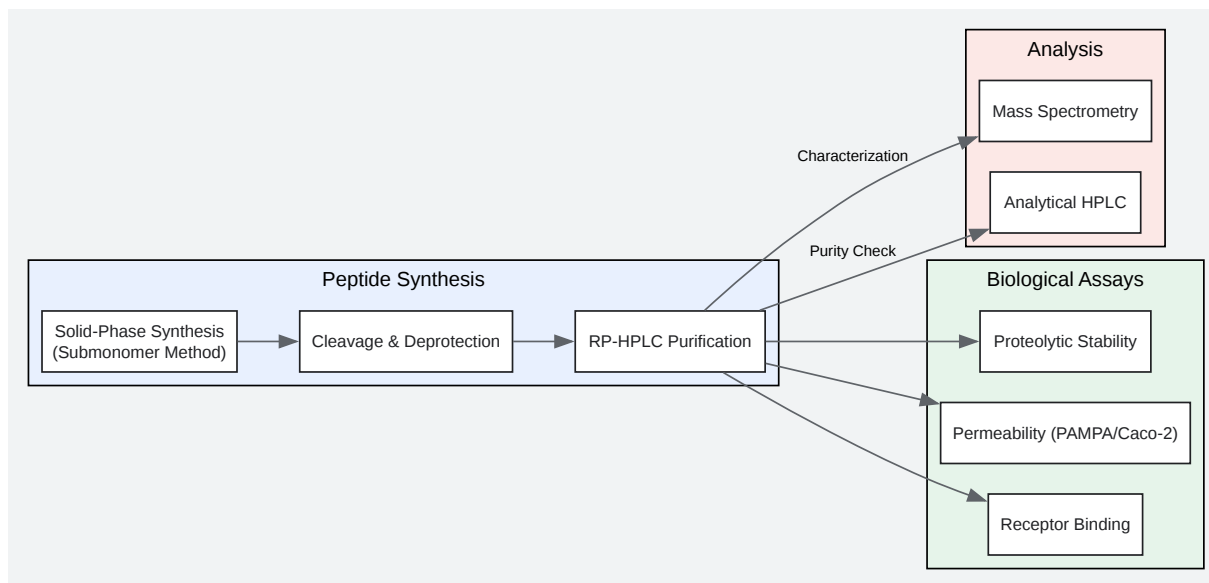 Peptide Synthesis
Solid-Phase Synthesis
(Submonomer Method)
Cleavage & Deprotection
RP-HPLC Purification
Characterization
Purity Check
Analysis
Mass Spectrometry
Analytical HPLC
Biological Assays
Proteolytic Stability
Permeability (PAMPA/Caco-2)
Receptor Binding